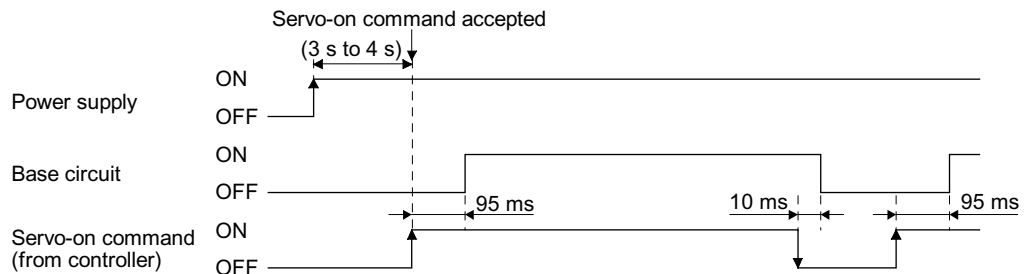 Servo-on command accepted
(3 s to 4 s)
ON
Power supply
OFF
ON
Base circuit
OFF
95 ms
10 ms
95 ms
Servo-on command
(from controller)
ON
OFF